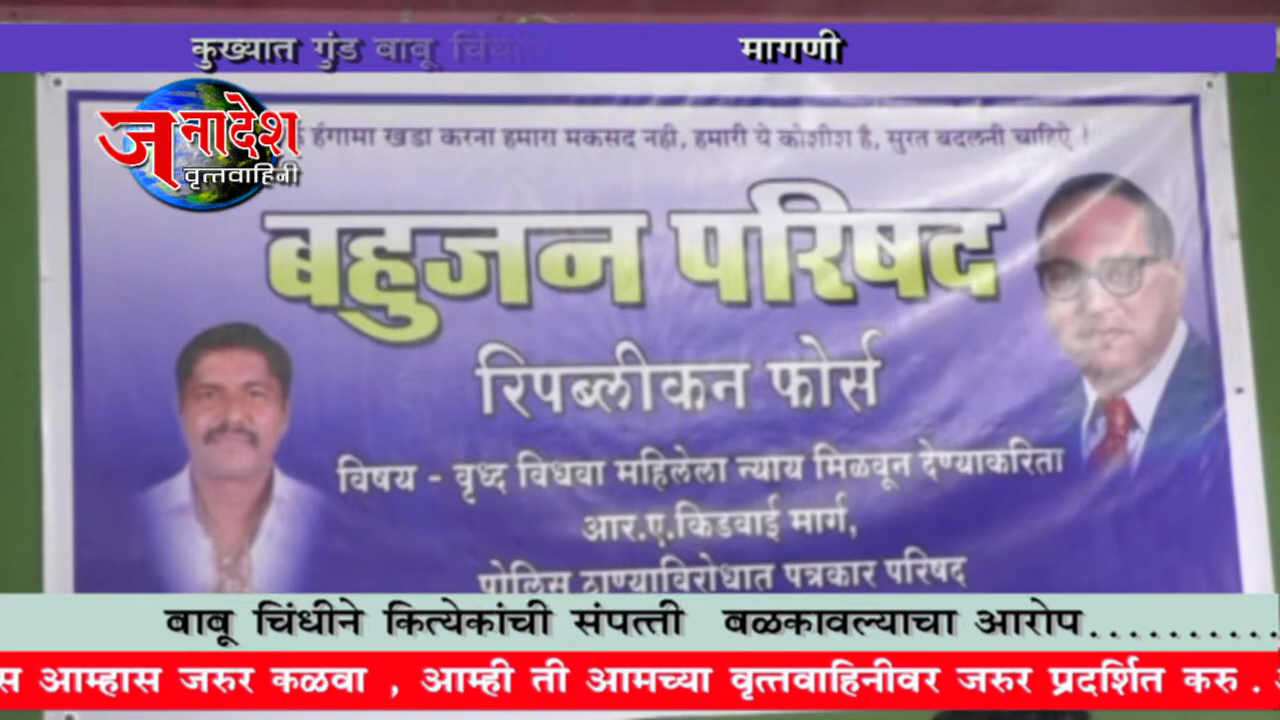 कुख्यात गुंड बाबू मागणी
जनादेश
वृत्तवाहिनी
हंगामा खडा करना हमारा मकसद नही, हमारी ये कोशीश है, सुरत बदलनी चाहिऐ !
बहुजन परिषद
रिपब्लीकन फोर्स
विषय - वृध्द विधवा महिलेला न्याय मिळवून देण्याकरिता
आर.ए.किडवाई मार्ग,
पोलिस ठाण्याविरोधात पत्रकार परिषद
बाबू चिंधीने कित्येकांची संपत्ती बळकावल्याचा आरोप..........
स आम्हास जरुर कळवा , आम्ही ती आमच्या वृत्तवाहिनीवर जरुर प्रदर्शित करु .